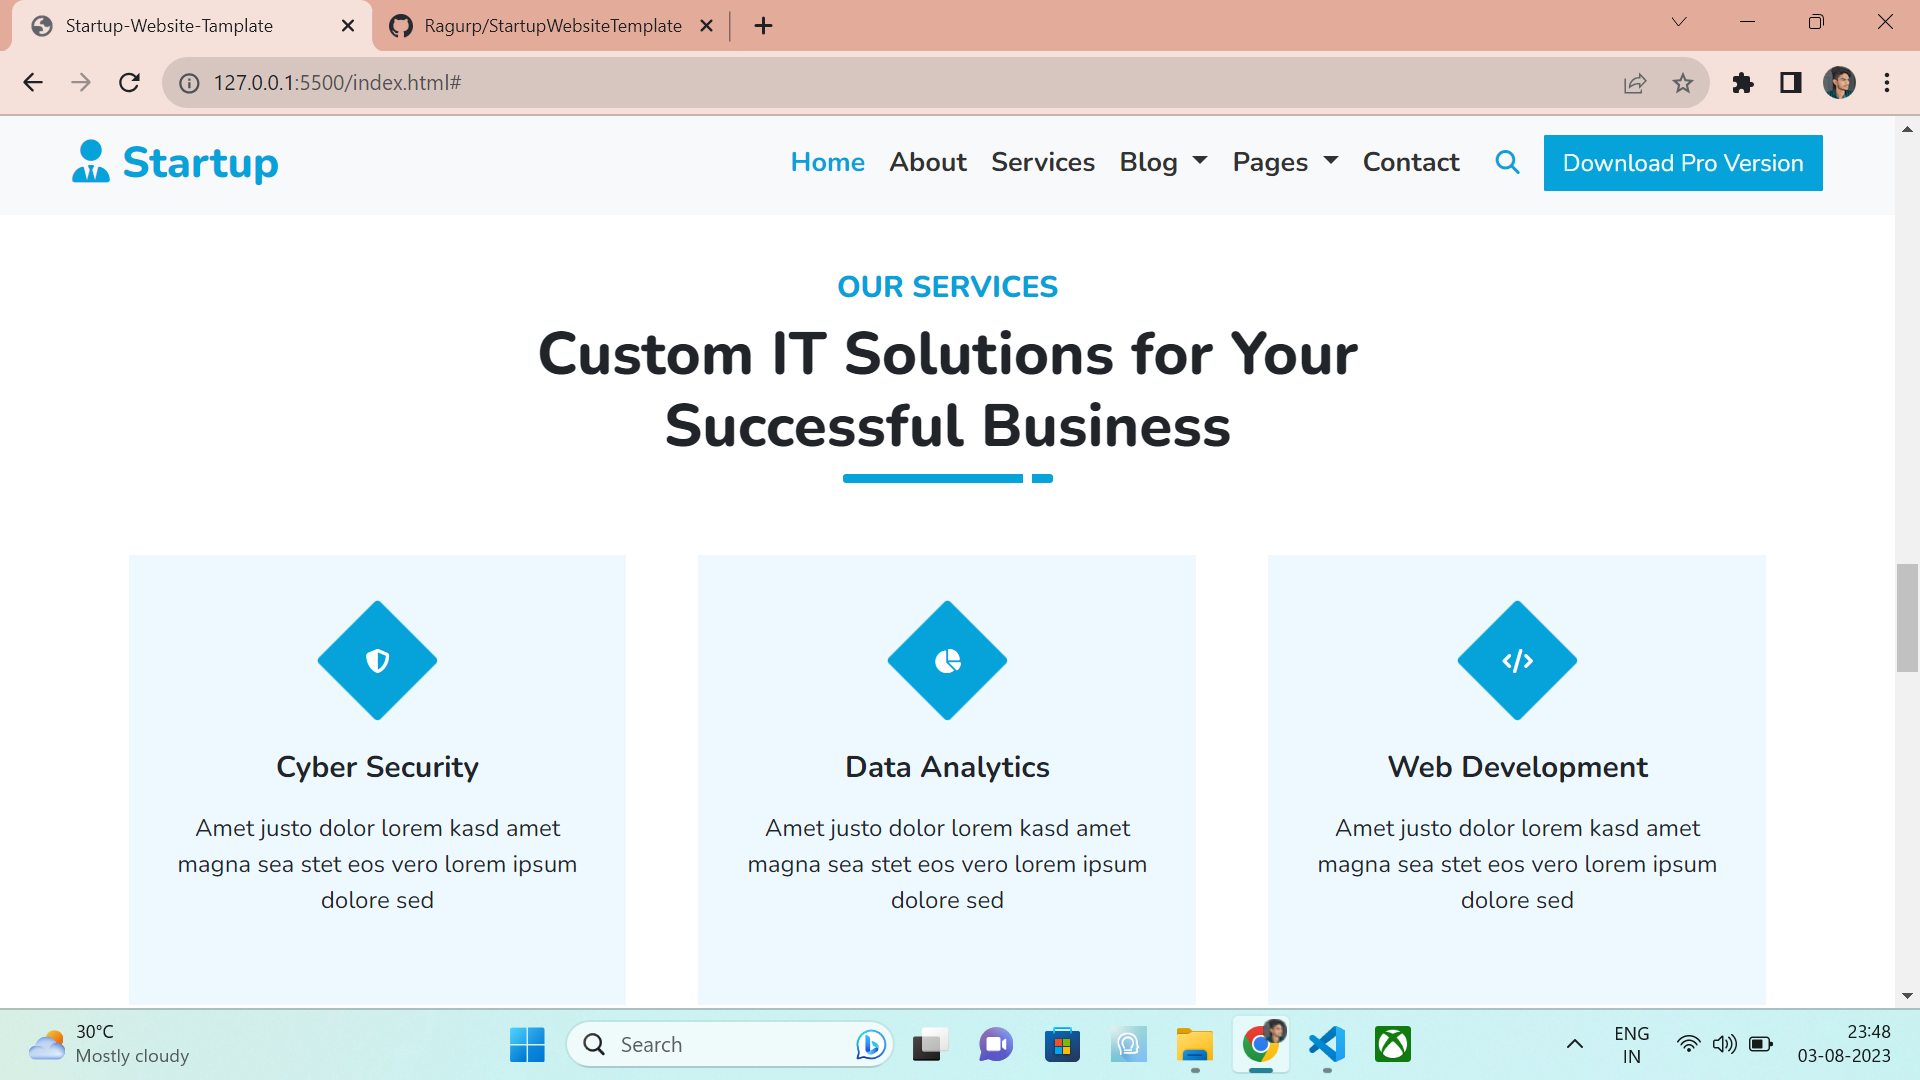 Startup-Website-Tamplate
Ragurp/StartupWebsiteTemplate
127.0.0.1:5500/index.html#
Startup
Home About Services Blog Pages Contact Download Pro Version
OUR SERVICES
Custom IT Solutions for Your
Successful Business
Cyber Security
Amet justo dolor lorem kasd amet
magna sea stet eos vero lorem ipsum
dolore sed
Data Analytics
Amet justo dolor lorem kasd amet
magna sea stet eos vero lorem ipsum
dolore sed
Web Development
Amet justo dolor lorem kasd amet
magna sea stet eos vero lorem ipsum
dolore sed
30°C
Mostly cloudy
Search
ENG
IN
23:48
03-08-2023